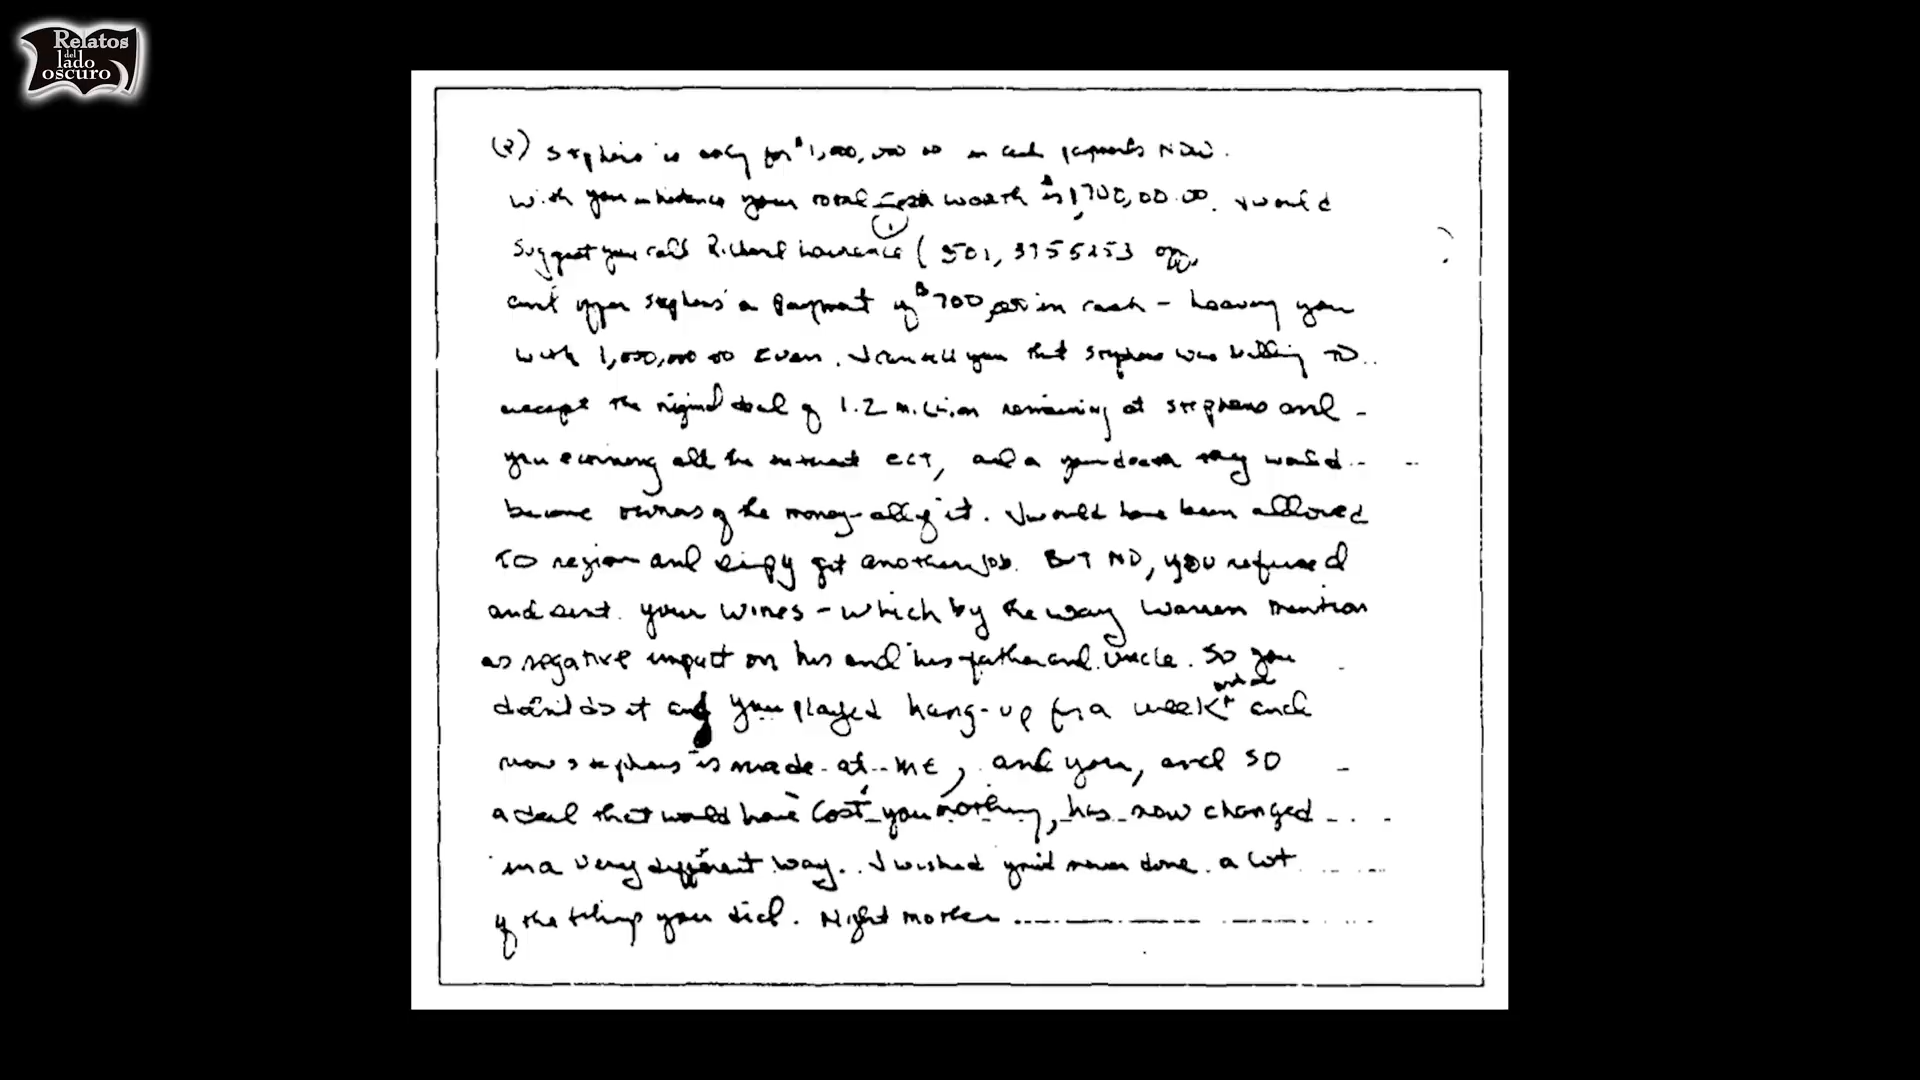 Relatos
del
lado
oscuro
(2) Stephens is asking for $1,000,000 00 in cash payments NOW.
With your inheritance your total cash worth is $1,700,00.00. I would
suggest you call Richard Lawrence (501, 3755253
and offer Stephens a payment of $700, in cash - leaving you
with 1,000,000 00 Even. I can tell you that Stephens was willing to
accept the original deal of 1.2 million remaining at Stephens and
you earning all the interest ECT, and a your death they would
become owners of the money - all of it. I would have been allowed
TO resign and simpy get another job. BUT NO, you refused
and sent your wires - which by the way Warren mention
as negative impact on his and his father and uncle. So you
didn't do it and you played hang-up for a week and
now Stephens is made at ME, and you, and SO
a deal that would have cost you nothing, has now changed
in a very different way. I wished you'd never done a lot
of the things you did. Night mother